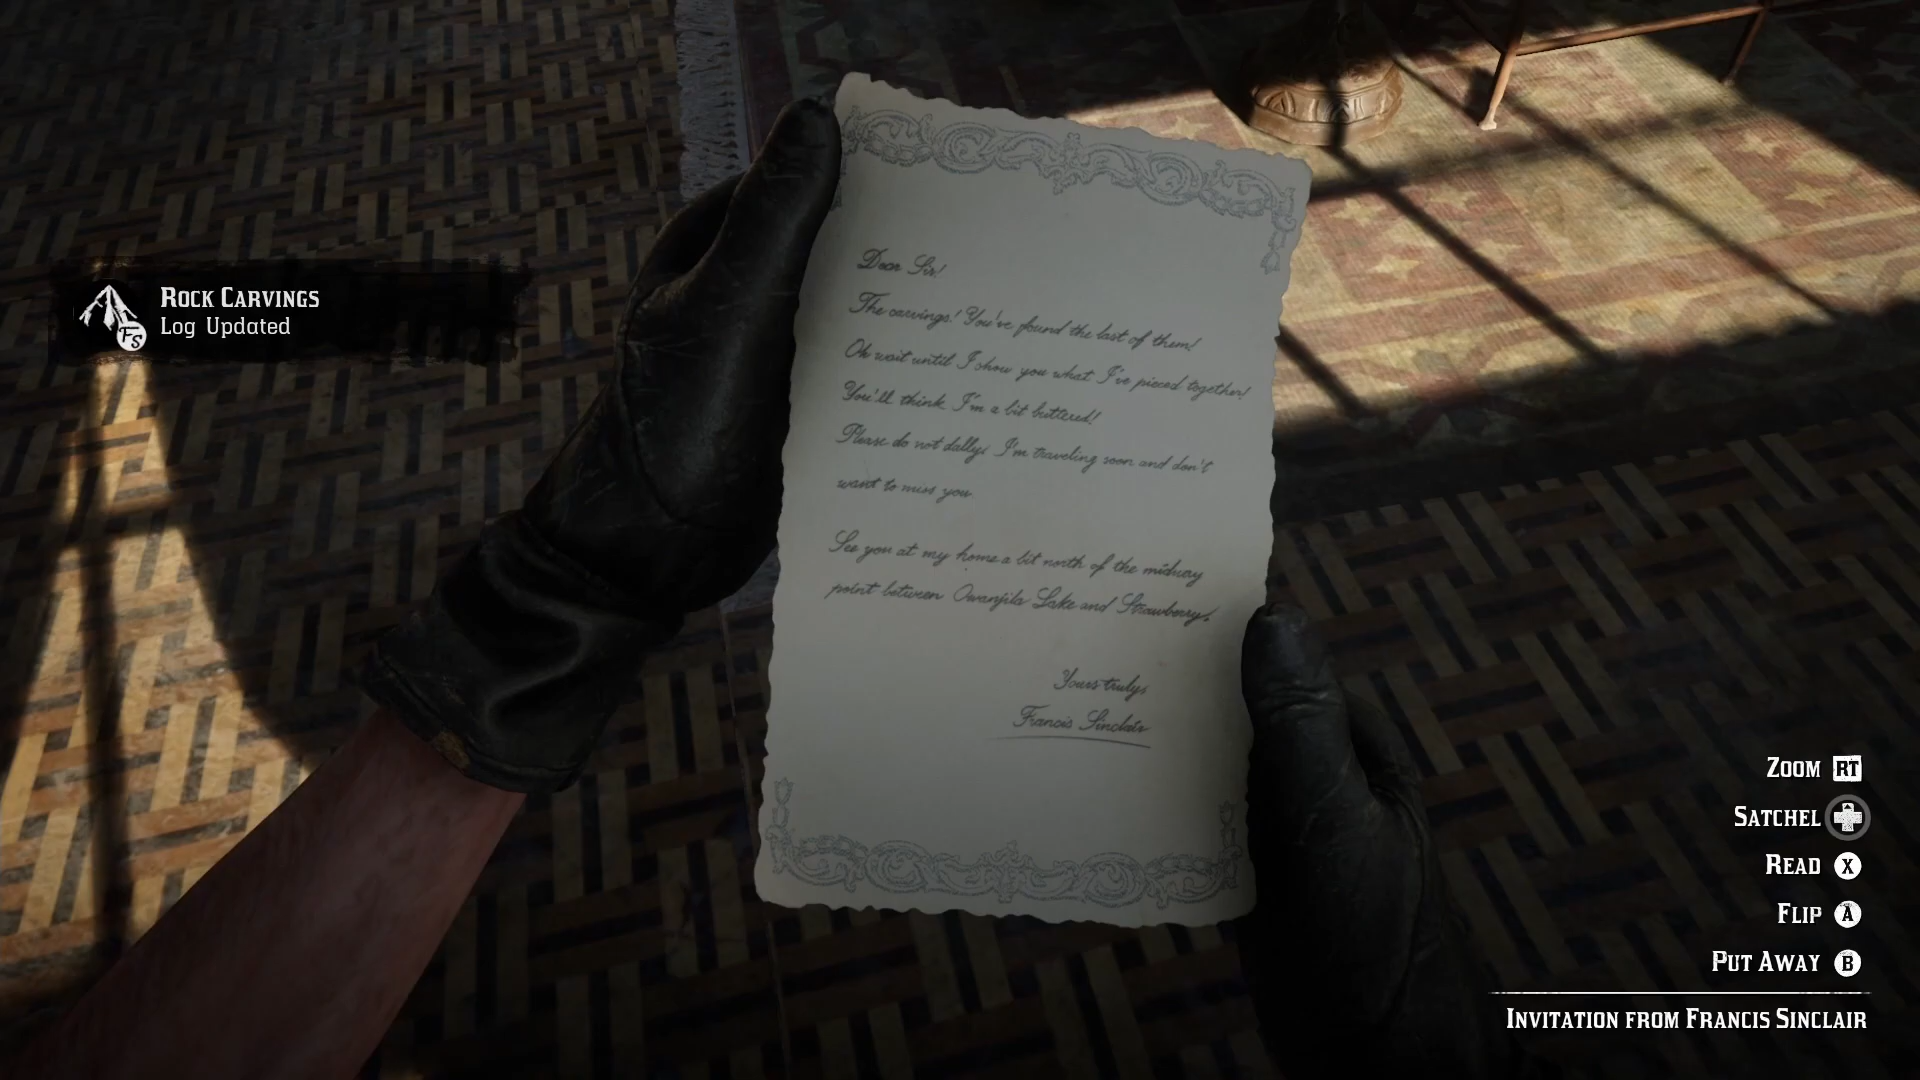 Rock Carvings
Log Updated
FS
Dear Sir!
The carvings! You've found the last of them!
Oh wait until I show you what I've pieced together!
You'll think I'm a bit buttered!
Please do not dally, I'm traveling soon and don't
want to miss you.
See you at my home a bit north of the midway
point between Owanjila Lake and Strawberry.
Yours truly,
Francis Sinclair
Zoom RT
Satchel
Read X
Flip A
Put Away B
Invitation from Francis Sinclair